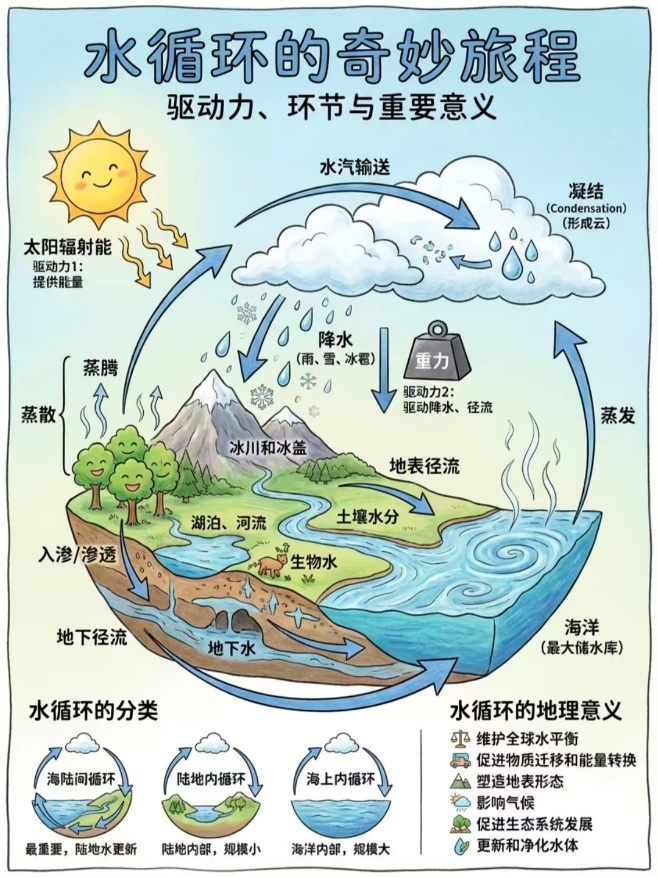 水循环的奇妙旅程
驱动力、环节与重要意义
水汽输送
凝结
(Condensation)
(形成云)
太阳辐射能
驱动力1：
提供能量
降水
(雨、雪、冰雹)
重力
驱动力2：
驱动降水、径流
蒸腾
蒸散
蒸发
冰川和冰盖
地表径流
湖泊、河流
土壤水分
入渗/渗透
生物水
地下径流
地下水
海洋
(最大储水库)
水循环的分类
海陆间循环
最重要，陆地水更新
陆地内循环
陆地内部，规模小
海上内循环
海洋内部，规模大
水循环的地理意义
维护全球水平衡
促进物质迁移和能量转换
塑造地表形态
影响气候
促进生态系统发展
更新和净化水体